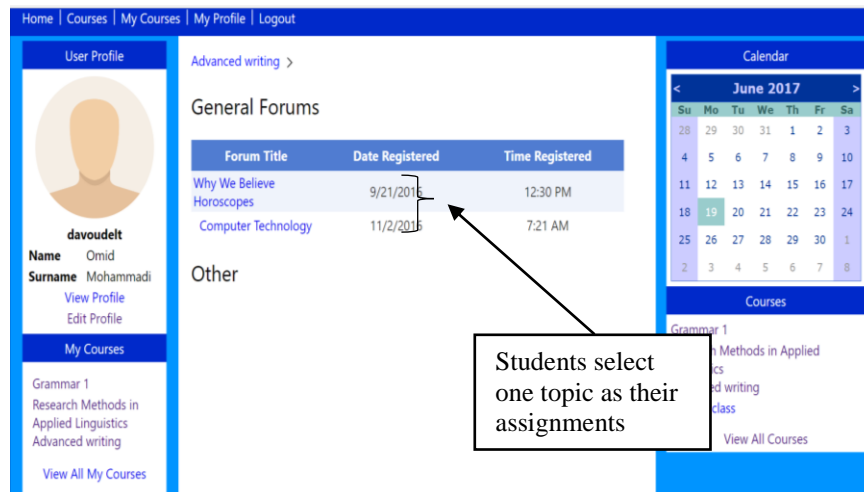 Home | Courses | My Courses | My Profile | Logout
User Profile
davoudelt
Name Omid
Surname Mohammadi
View Profile
Edit Profile
My Courses
Grammar 1
Research Methods in
Applied Linguistics
Advanced writing
View All My Courses
Advanced writing >
General Forums
Forum Title Date Registered Time Registered
Why We Believe
Horoscopes
9/21/2016 12:30 PM
Computer Technology 11/2/2016 7:21 AM
Other
Students select
one topic as their
assignments
Calendar
< June 2017 >
Su Mo Tu We Th Fr Sa
28 29 30 31 1 2 3
4 5 6 7 8 9 10
11 12 13 14 15 16 17
18 19 20 21 22 23 24
25 26 27 28 29 30 1
2 3 4 5 6 7 8
Courses
Grammar 1
Methods in Applied
writing
class
View All Courses